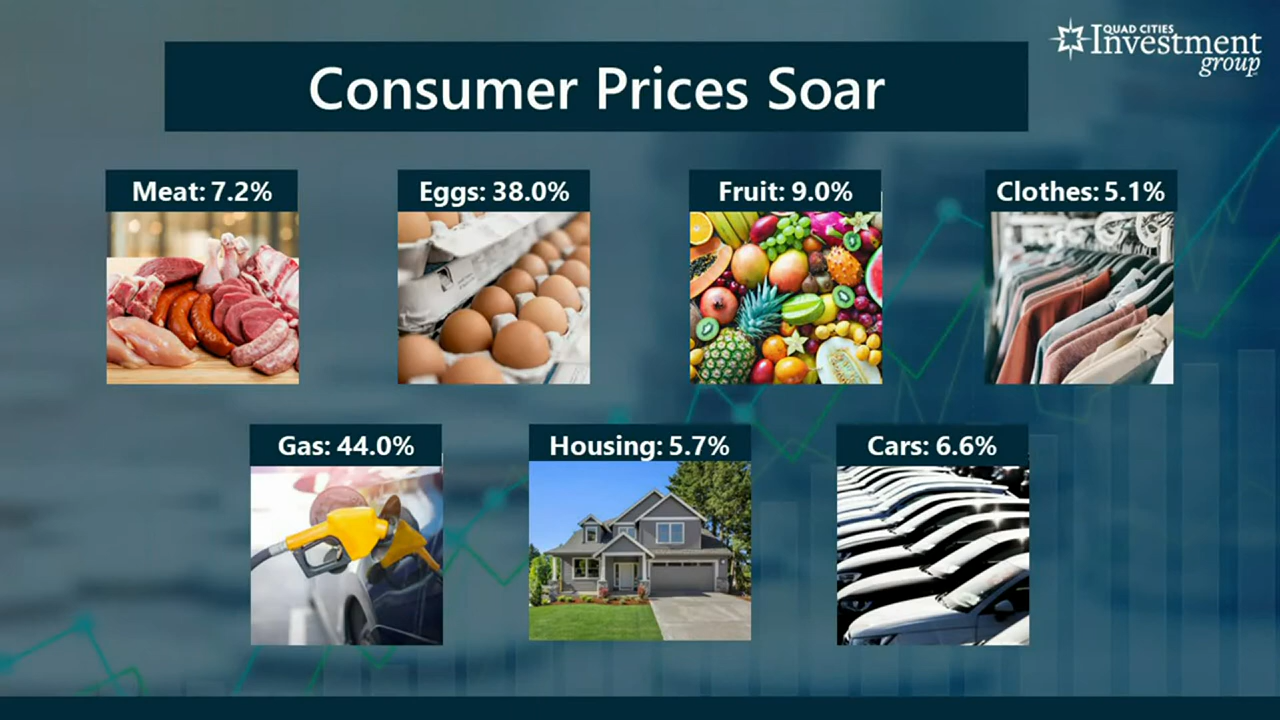 QUAD CITIES
Investment
group
Consumer Prices Soar
Meat: 7.2%
Eggs: 38.0%
Fruit: 9.0%
Clothes: 5.1%
Gas: 44.0%
Housing: 5.7%
Cars: 6.6%